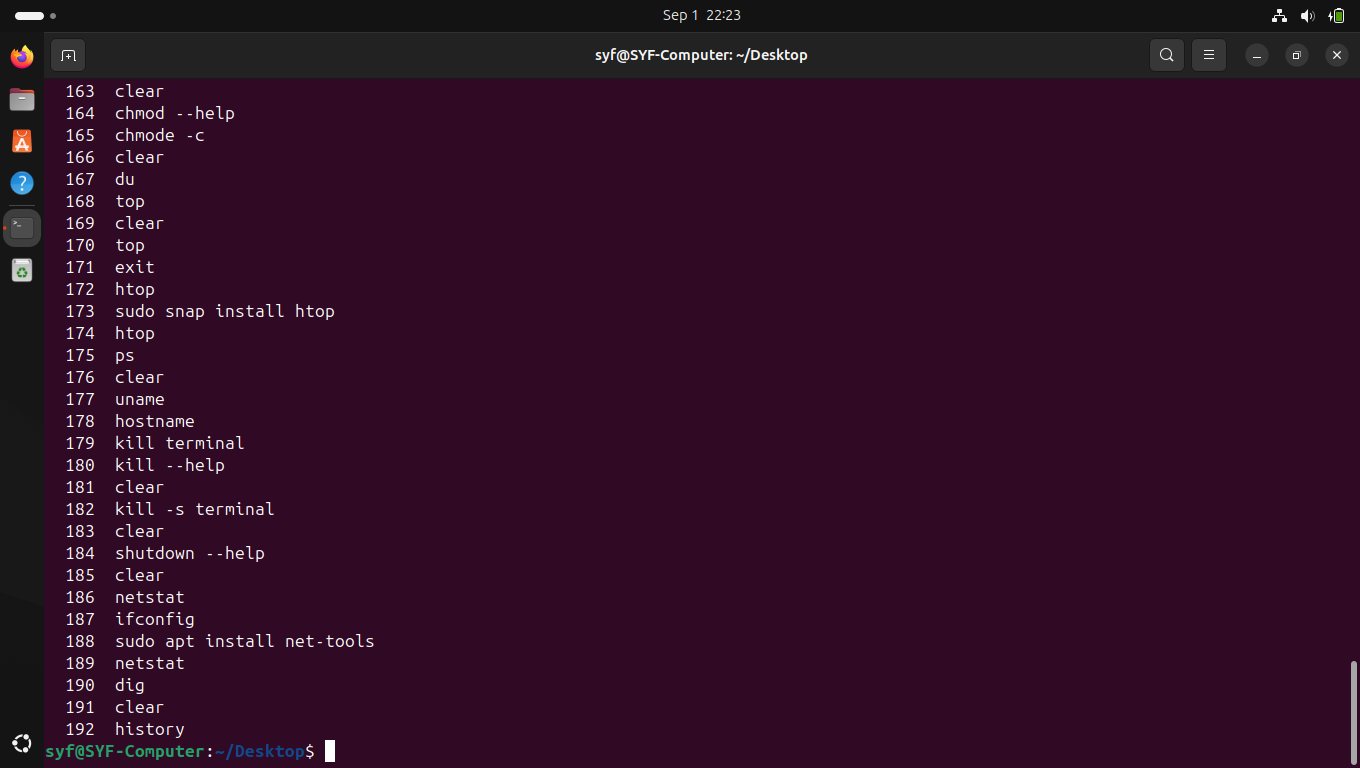 Sep 1 22:23
syf@SYF-Computer: ~/Desktop
163 clear
164 chmod --help
165 chmode -c
166 clear
167 du
168 top
169 clear
170 top
171 exit
172 htop
173 sudo snap install htop
174 htop
175 ps
176 clear
177 uname
178 hostname
179 kill terminal
180 kill --help
181 clear
182 kill -s terminal
183 clear
184 shutdown --help
185 clear
186 netstat
187 ifconfig
188 sudo apt install net-tools
189 netstat
190 dig
191 clear
192 history
syf@SYF-Computer:~/Desktop$